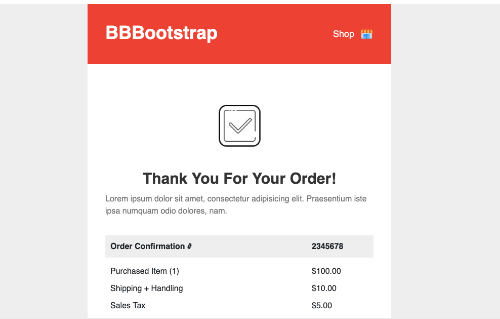 BBBootstrap
Shop
Thank You For Your Order!
Lorem ipsum dolor sit amet, consectetur adipisicing elit. Praesentium iste
ipsa numquam odio dolores, nam.
Order Confirmation # 2345678
Purchased Item (1) $100.00
Shipping + Handling $10.00
Sales Tax $5.00